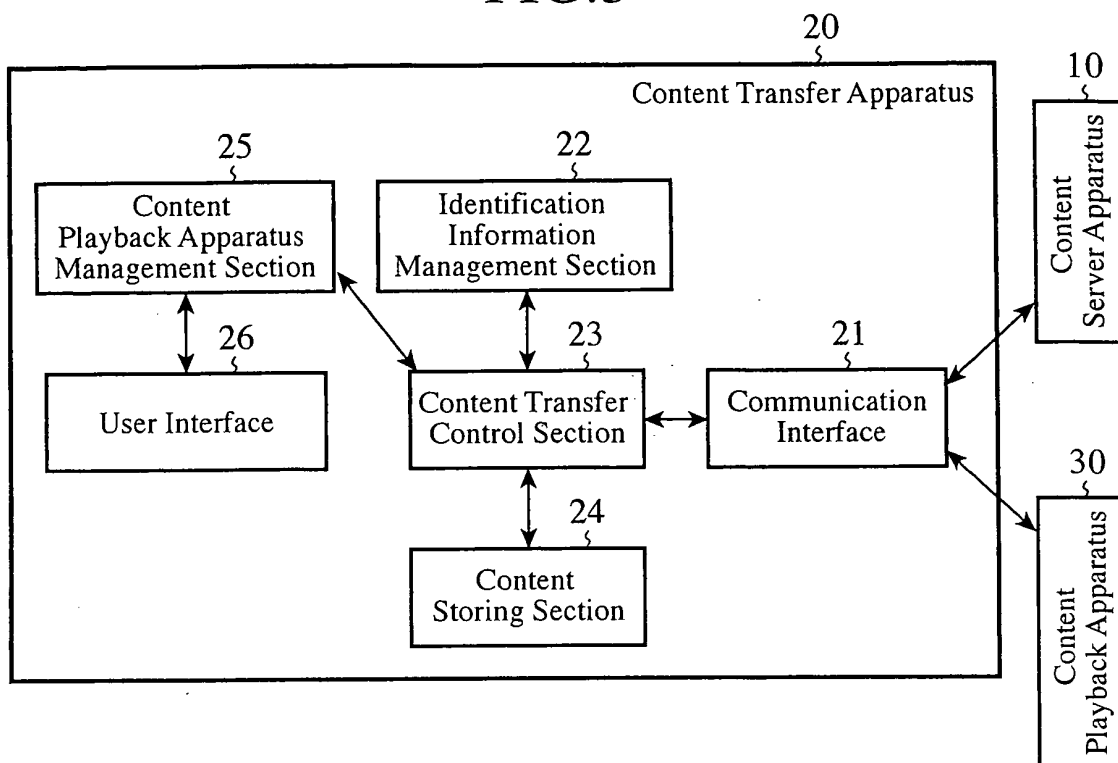 20
10
Content Transfer Apparatus
Content
Server Apparatus
25
22
Content
Playback Apparatus
Management Section
Identification
Information
Management Section
26
23
21
User Interface
Content Transfer
Control Section
Communication
Interface
30
Content
Playback Apparatus
24
Content
Storing Section